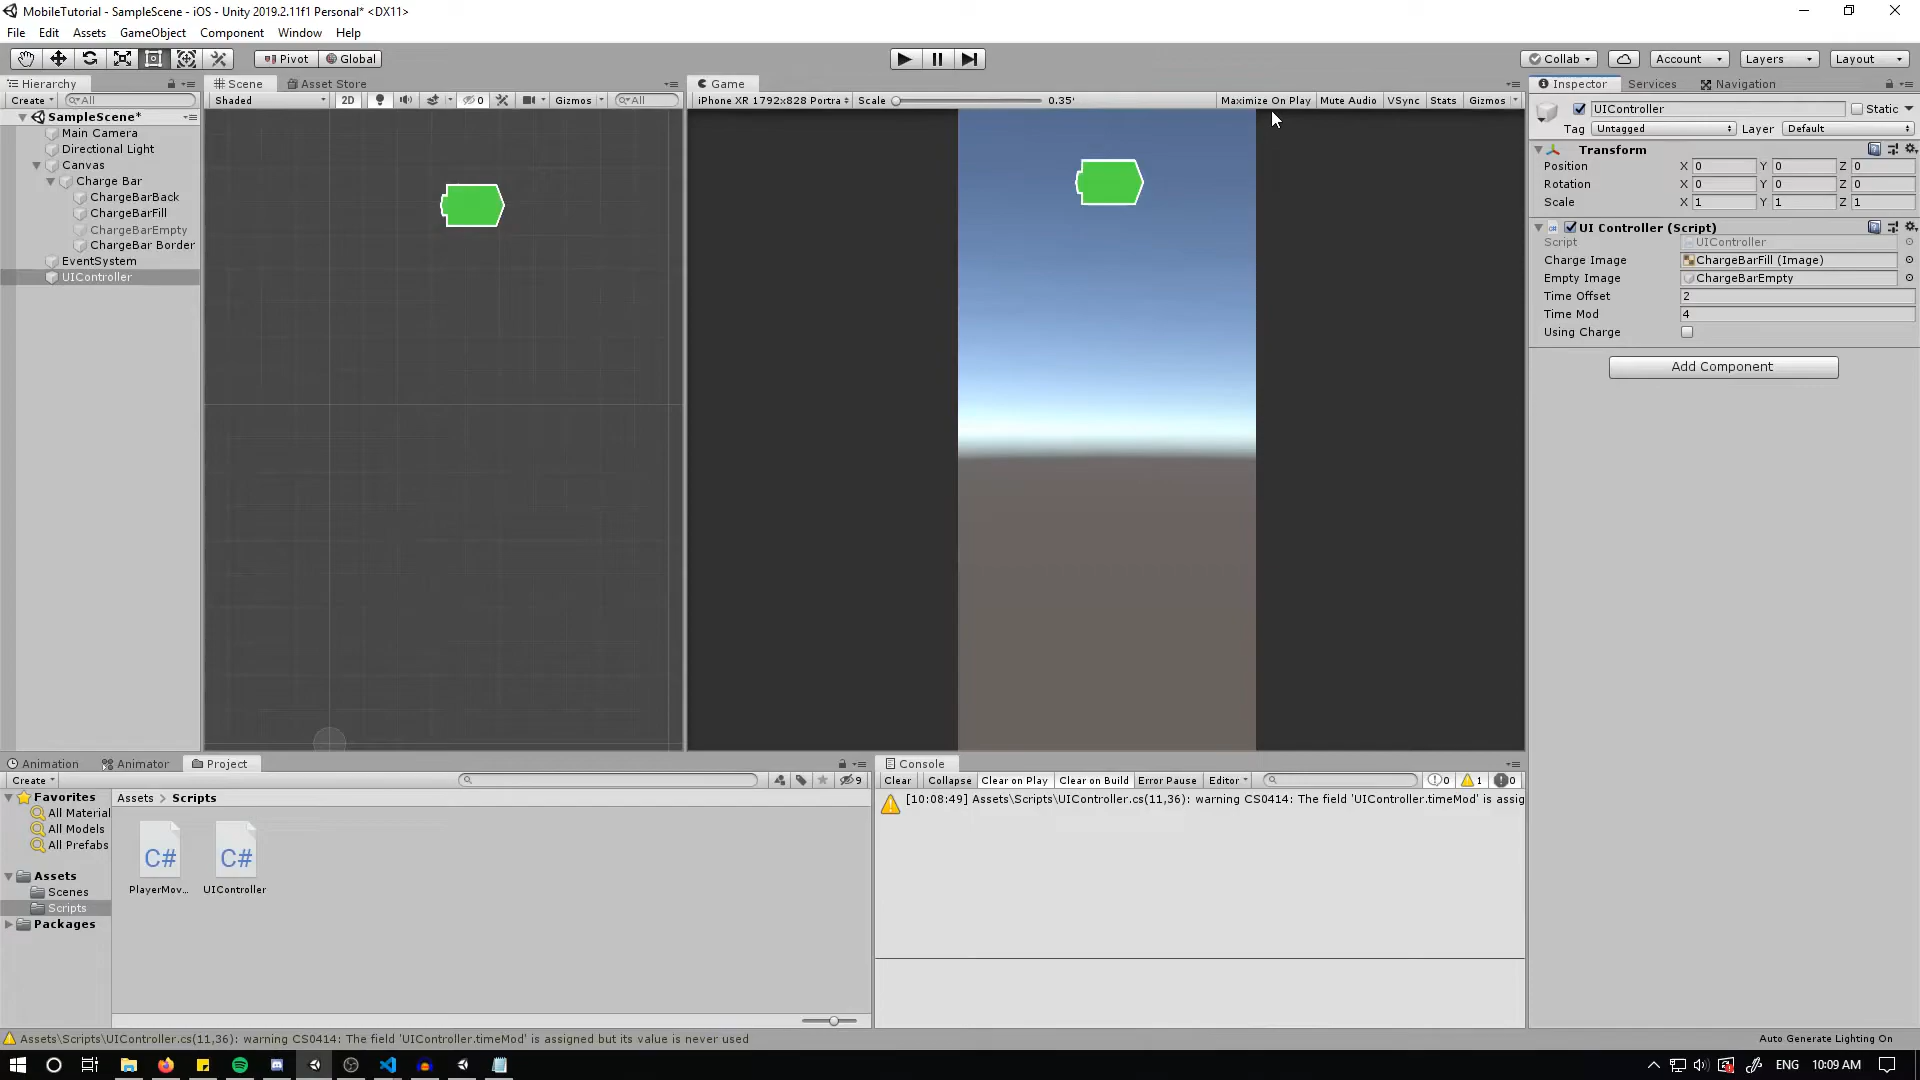 MobileTutorial - SampleScene - iOS - Unity 2019.2.11f1 Personal* <DX11>
File Edit Assets GameObject Component Window Help
Pivot Global Collab Account Layers Layout
Hierarchy Scene Asset Store Game Inspector Services Navigation
Create All Shaded 2D 0 Gizmos All iPhone XR 1792x828 Portra Scale 0.35 Maximize On Play Mute Audio VSync Stats Gizmos UIController Static
SampleScene*
Tag Untagged Layer Default
Main Camera
Directional Light
Canvas
Charge Bar
ChargeBarBack
ChargeBarFill
ChargeBarEmpty
ChargeBar Border
EventSystem
UIController
Transform
Position X 0 Y 0 Z 0
Rotation X 0 Y 0 Z 0
Scale X 1 Y 1 Z 1
UI Controller (Script)
Script UIController
Charge Image ChargeBarFill (Image)
Empty Image ChargeBarEmpty
Time Offset 2
Time Mod 4
Using Charge
Add Component
Animation Animator Project
Create 9
Favorites
All Material
All Models
All Prefabs
Assets
Scenes
Scripts
Packages
Assets > Scripts
C# C#
PlayerMov... UIController
Console
Clear Collapse Clear on Play Clear on Build Error Pause Editor 0 1 0
[10:08:49] Assets\Scripts\UIController.cs(11,36): warning CS0414: The field 'UIController.timeMod' is assig
Assets\Scripts\UIController.cs(11,36): warning CS0414: The field 'UIController.timeMod' is assigned but its value is never used
Auto Generate Lighting On
ENG 10:09 AM